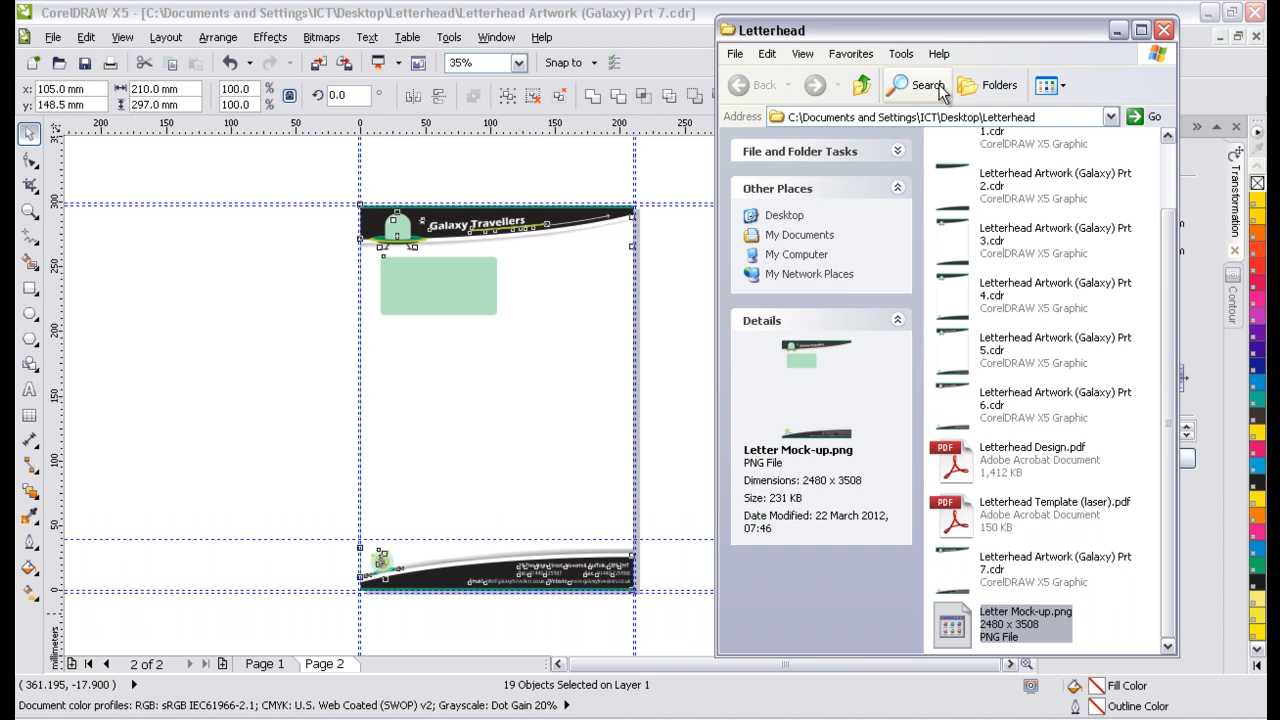 CorelDRAW X5 - [C:\Documents and Settings\ICT\Desktop\Letterhead\Letterhead Artwork (Galaxy) Prt 7.cdr]
File Edit View Layout Arrange Effects Bitmaps Text Table Tools Window Help
35% Snap to
x: 105.0 mm 210.0 mm 100.0 % 0.0
y: 148.5 mm 297.0 mm 100.0 %
200 150 100 50 0 50 100 150 200 250
300
250
200
150
100
50
0
millimeters
Galaxy Travellers
2 of 2 Page 1 Page 2
( 361.195, -17.900 ) 19 Objects Selected on Layer 1 Fill Color
Document color profiles: RGB: sRGB IEC61966-2.1; CMYK: U.S. Web Coated (SWOP) v2; Grayscale: Dot Gain 20% Outline Color
Transformation
Contour
Letterhead
File Edit View Favorites Tools Help
Back Search Folders
Address C:\Documents and Settings\ICT\Desktop\Letterhead Go
File and Folder Tasks
Other Places
Desktop
My Documents
My Computer
My Network Places
Details
Letter Mock-up.png
PNG File
Dimensions: 2480 x 3508
Size: 231 KB
Date Modified: 22 March 2012,
07:46
1.cdr
CorelDRAW X5 Graphic
Letterhead Artwork (Galaxy) Prt
2.cdr
CorelDRAW X5 Graphic
Letterhead Artwork (Galaxy) Prt
3.cdr
CorelDRAW X5 Graphic
Letterhead Artwork (Galaxy) Prt
4.cdr
CorelDRAW X5 Graphic
Letterhead Artwork (Galaxy) Prt
5.cdr
CorelDRAW X5 Graphic
Letterhead Artwork (Galaxy) Prt
6.cdr
CorelDRAW X5 Graphic
PDF
Letterhead Design.pdf
Adobe Acrobat Document
1,412 KB
PDF
Letterhead Template (laser).pdf
Adobe Acrobat Document
150 KB
Letterhead Artwork (Galaxy) Prt
7.cdr
CorelDRAW X5 Graphic
Letter Mock-up.png
2480 x 3508
PNG File